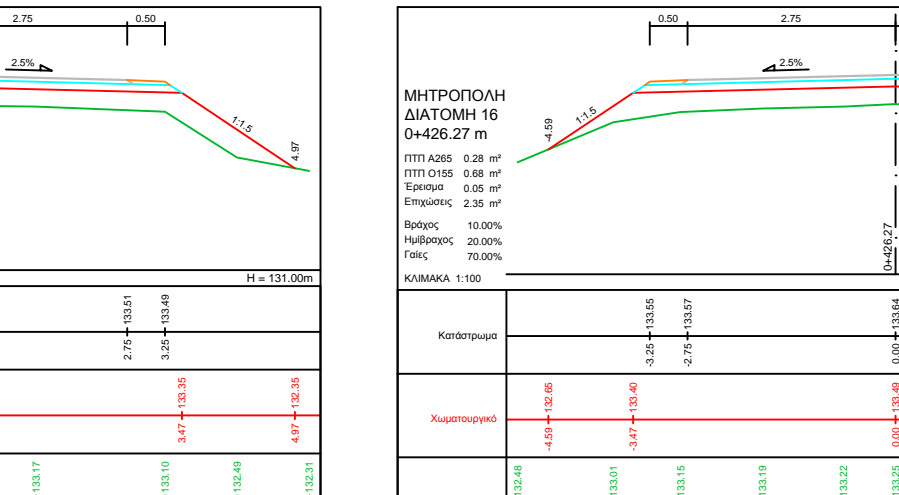 2.75
0.50
2.5%
1:1.5
4.97
H = 131.00m
2.75 133.51
3.25 133.49
3.47 133.35
4.97 132.35
133.17
133.10
132.49
132.31
0.50
2.75
2.5%
ΜΗΤΡΟΠΟΛΗ
ΔΙΑΤΟΜΗ 16
0+426.27 m
ΠΤΠ Α265 0.28 m²
ΠΤΠ Ο155 0.68 m²
Έρεισμα 0.05 m²
Επιχώσεις 2.35 m²
Βράχος 10.00%
Ημίβραχος 20.00%
Γαίες 70.00%
ΚΛΙΜΑΚΑ 1:100
-4.59
1:1.5
0+426.27
Κατάστρωμα
-3.25 133.55
-2.75 133.57
0.00 133.64
Χωματουργικό
-4.59 132.65
-3.47 133.40
0.00 133.49
132.48
133.01
133.15
133.19
133.22
133.25